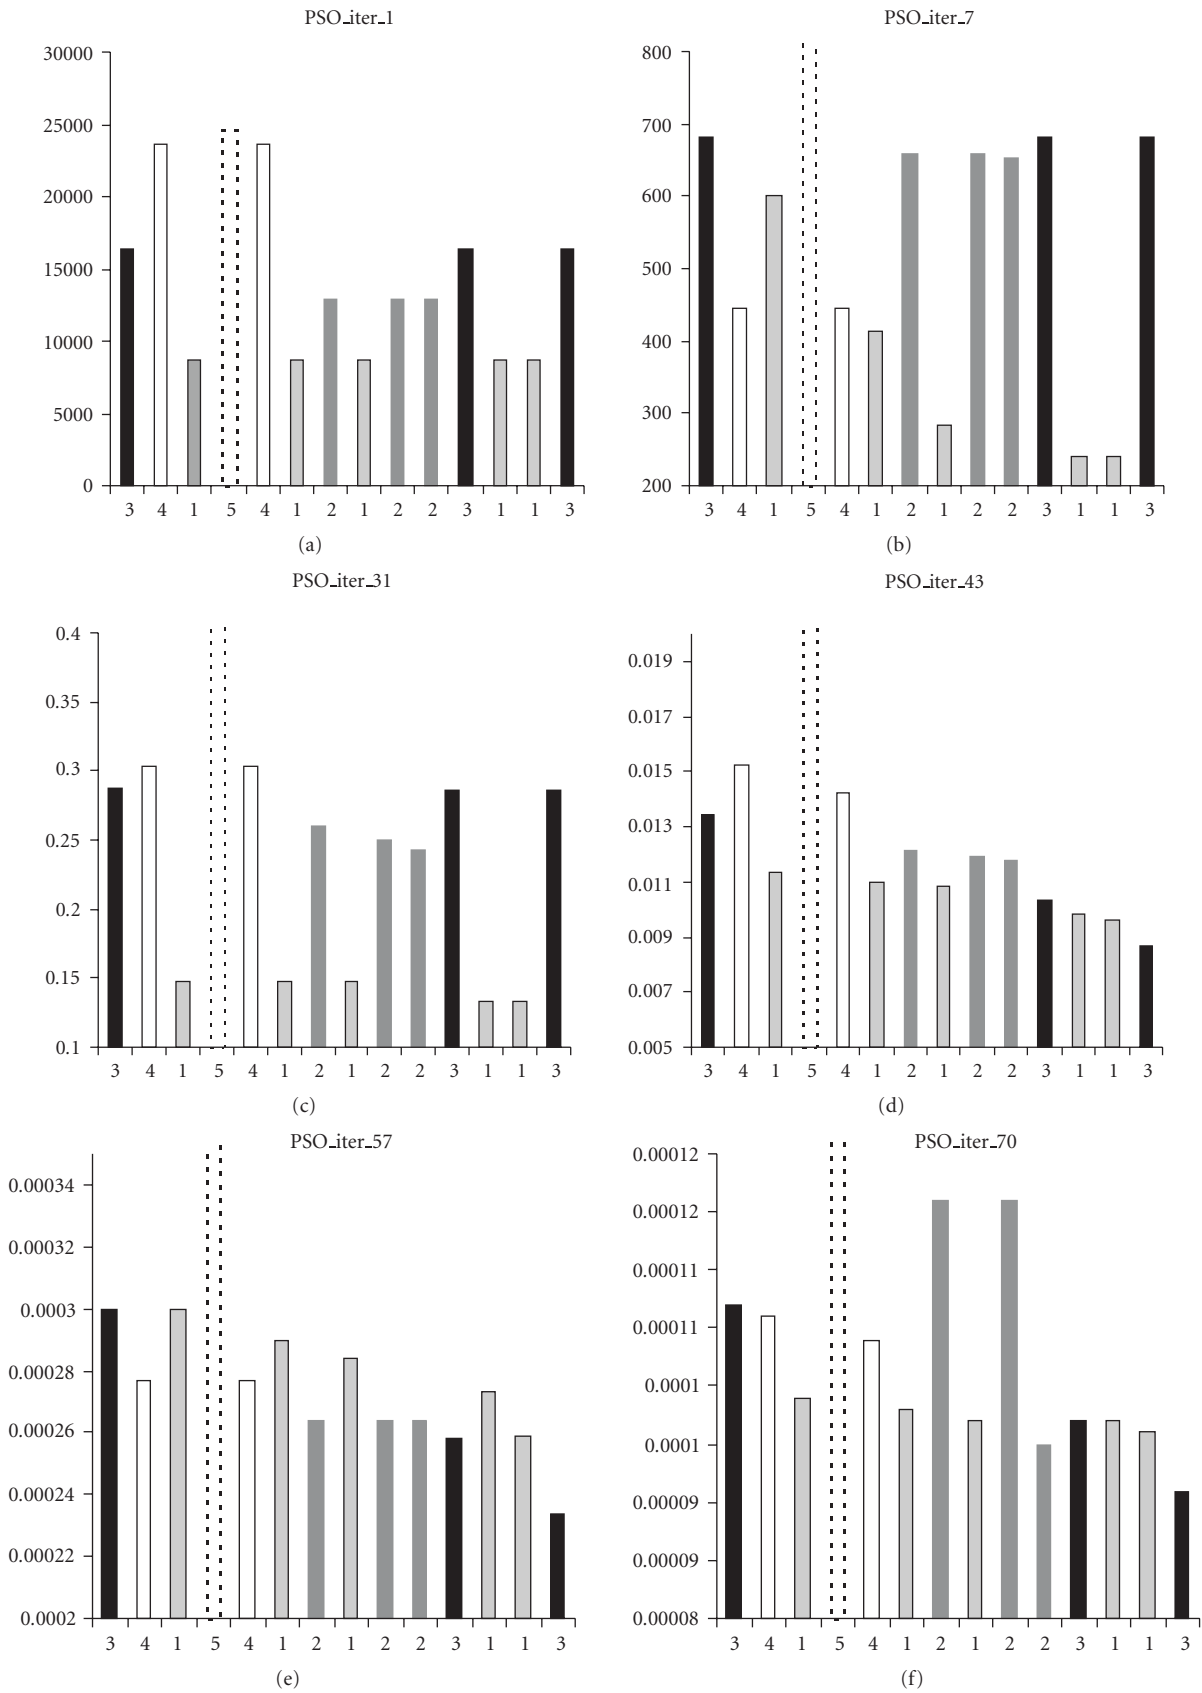 PSO_iter_1
30000
25000
20000
15000
10000
5000
0
3 4 1 5 4 1 2 1 2 2 3 1 1 3
(a)
PSO_iter_7
800
700
600
500
400
300
200
3 4 1 5 4 1 2 1 2 2 3 1 1 3
(b)
PSO_iter_31
0.4
0.35
0.3
0.25
0.2
0.15
0.1
3 4 1 5 4 1 2 1 2 2 3 1 1 3
(c)
PSO_iter_43
0.019
0.017
0.015
0.013
0.011
0.009
0.007
0.005
3 4 1 5 4 1 2 1 2 2 3 1 1 3
(d)
PSO_iter_57
0.00034
0.00032
0.0003
0.00028
0.00026
0.00024
0.00022
0.0002
3 4 1 5 4 1 2 1 2 2 3 1 1 3
(e)
PSO_iter_70
0.00012
0.00012
0.00011
0.00011
0.0001
0.0001
0.00009
0.00009
0.00008
3 4 1 5 4 1 2 1 2 2 3 1 1 3
(f)